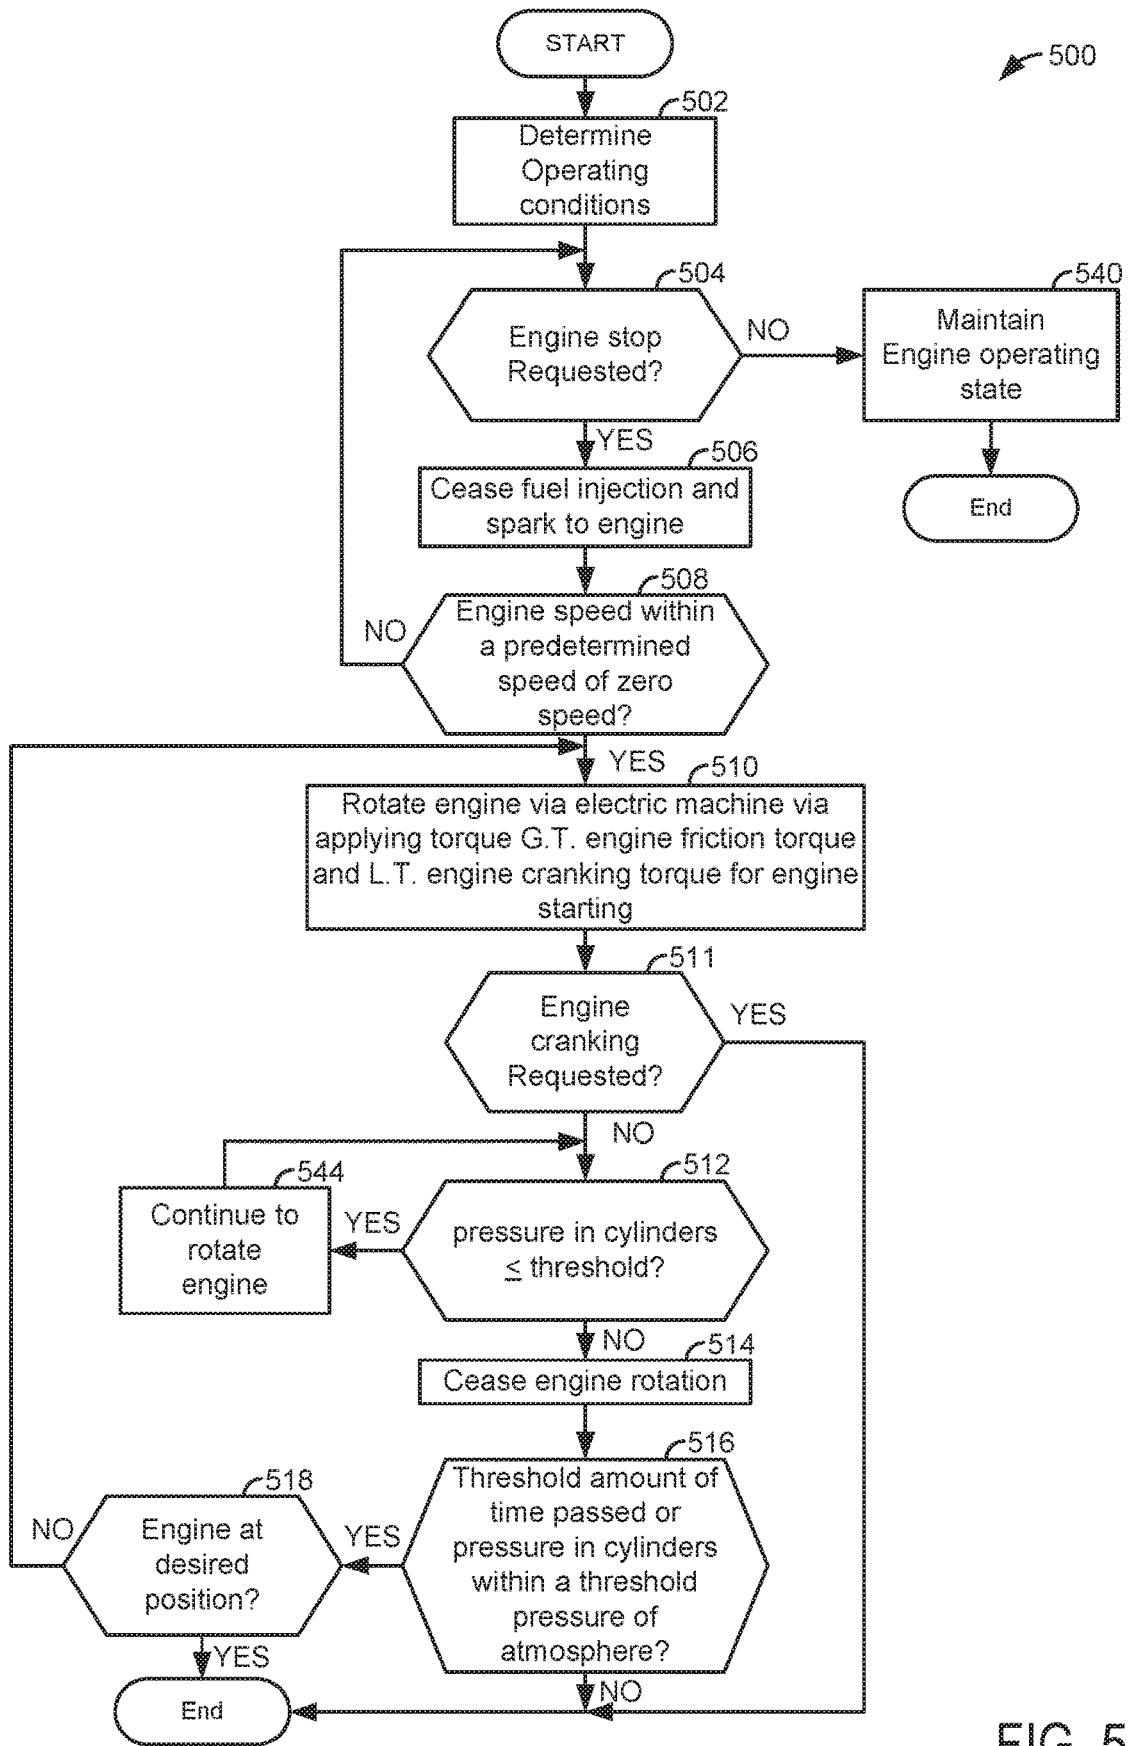 START
500
502
Determine
Operating
conditions
504
Engine stop
Requested?
NO
540
Maintain
Engine operating
state
End
YES
506
Cease fuel injection and
spark to engine
508
Engine speed within
a predetermined
speed of zero
speed?
NO
YES
510
Rotate engine via electric machine via
applying torque G.T. engine friction torque
and L.T. engine cranking torque for engine
starting
511
Engine
cranking
Requested?
YES
NO
512
pressure in cylinders
≤ threshold?
YES
544
Continue to
rotate
engine
NO
514
Cease engine rotation
516
Threshold amount of
time passed or
pressure in cylinders
within a threshold
pressure of
atmosphere?
YES
518
Engine at
desired
position?
NO
YES
NO
End
FIG. 5